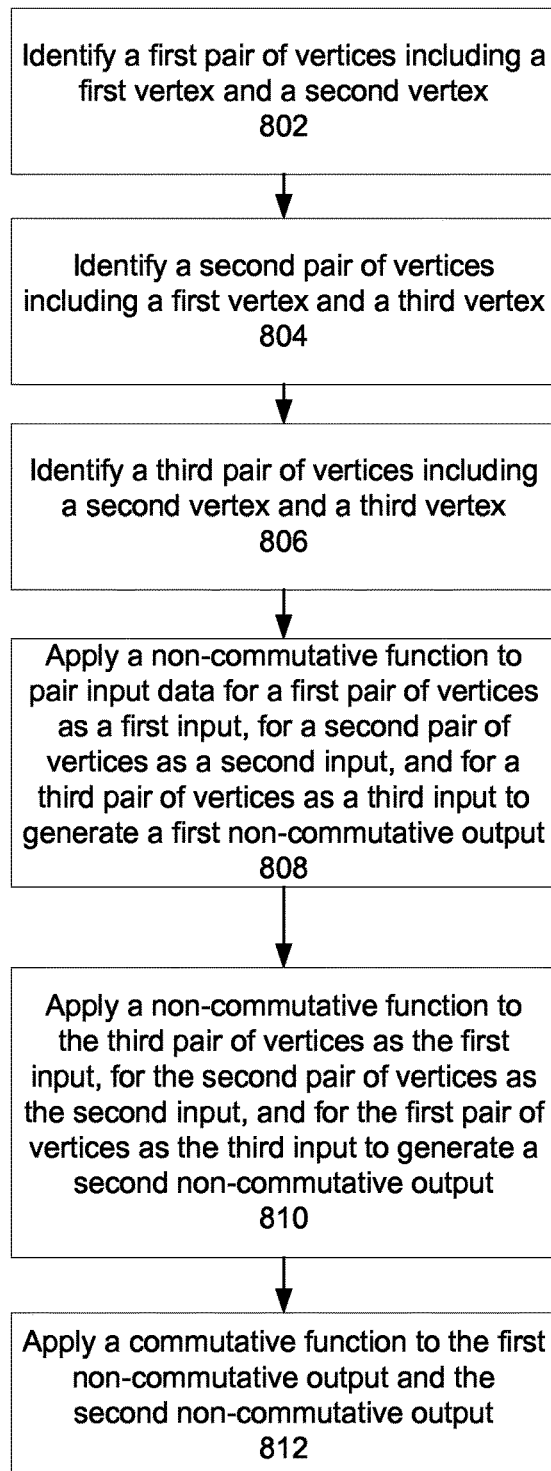 Identify a first pair of vertices including a
first vertex and a second vertex
802
Identify a second pair of vertices
including a first vertex and a third vertex
804
Identify a third pair of vertices including
a second vertex and a third vertex
806
Apply a non-commutative function to
pair input data for a first pair of vertices
as a first input, for a second pair of
vertices as a second input, and for a
third pair of vertices as a third input to
generate a first non-commutative output
808
Apply a non-commutative function to
the third pair of vertices as the first
input, for the second pair of vertices as
the second input, and for the first pair of
vertices as the third input to generate a
second non-commutative output
810
Apply a commutative function to the first
non-commutative output and the
second non-commutative output
812